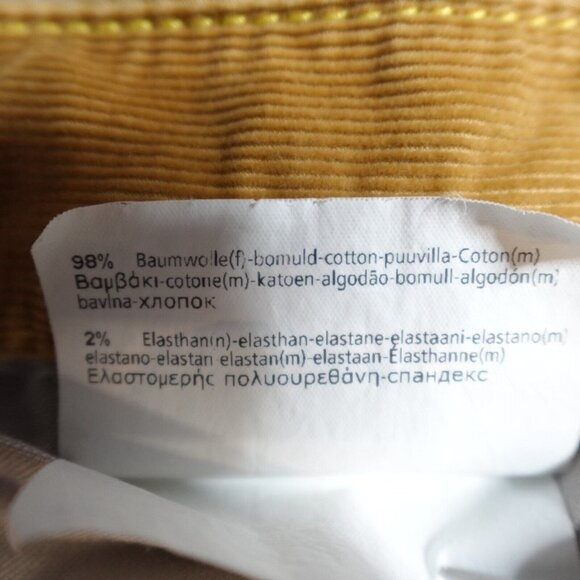 98% Baumwolle(f)-bomuld-cotton-puuvilla-Coton(m)
Βαμβάκι-cotone(m)-katoen-algodão-bomull-algodón(m)
bavlna-хлопок
2% Elasthan(n)-elasthan-elastane-elastaani-elastano(m)
elastano-elastan elastan(m)-elastaan-Élasthanne(m)
Ελαστομερής πολυουρεθάνη-спандекс